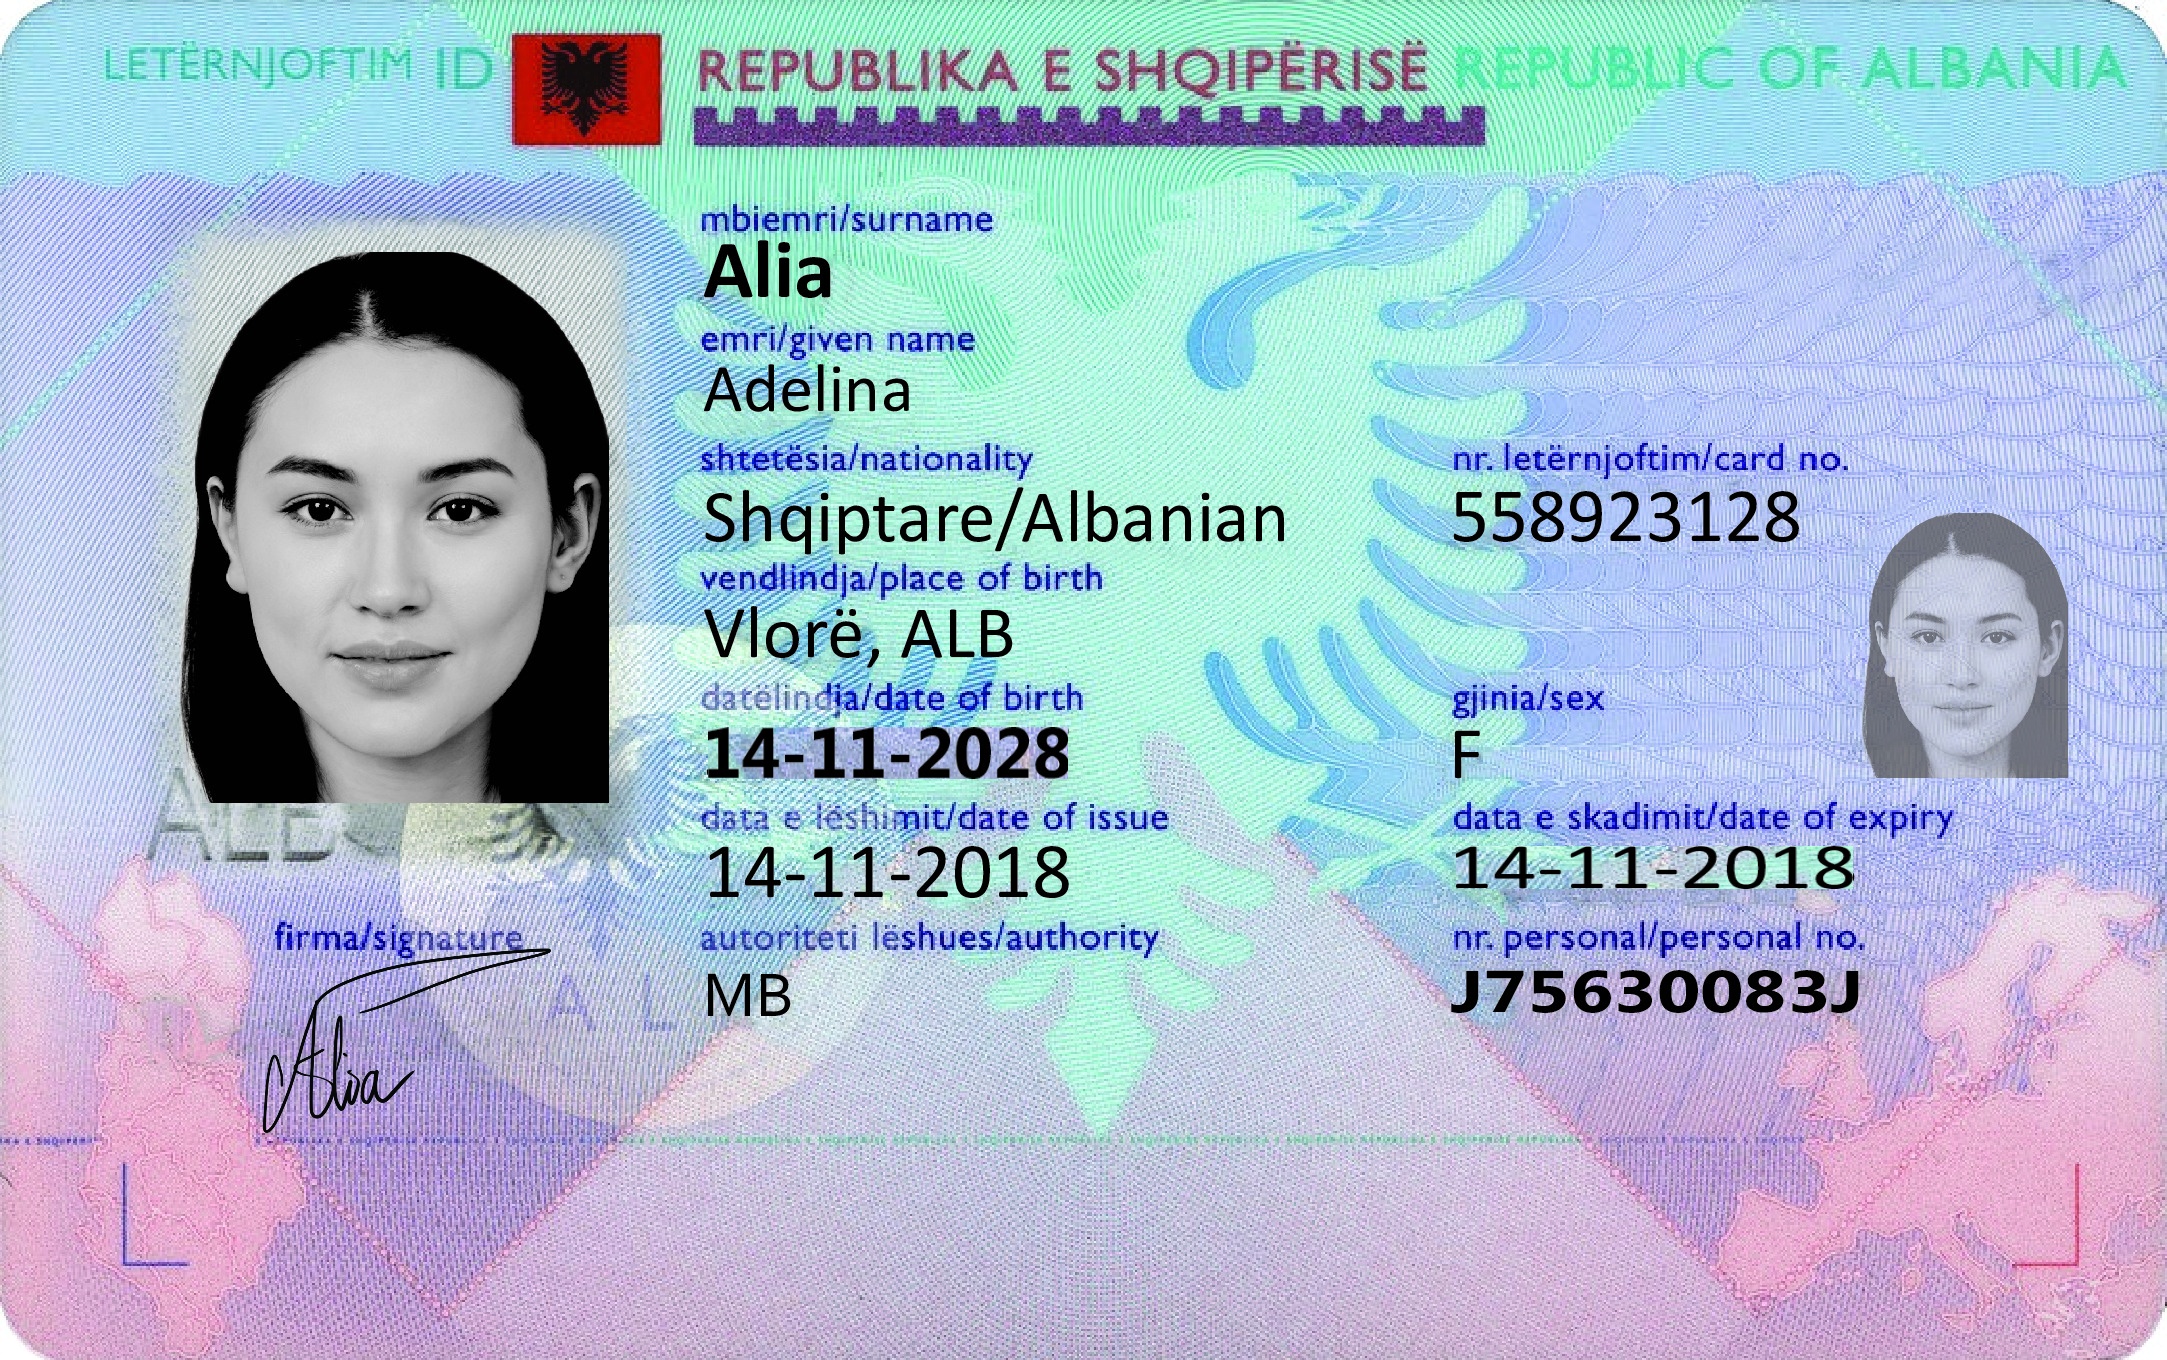 LETËRNJOFTIM ID REPUBLIKA E SHQIPËRISË REPUBLIC OF ALBANIA
mbiemri/surname
Alia
emri/given name
Adelina
shtetësia/nationality nr. letërnjoftim/card no.
Shqiptare/Albanian 558923128
vendlindja/place of birth
Vlorë, ALB
datëlindja/date of birth gjinia/sex
14-11-2028 F
data e lëshimit/date of issue data e skadimit/date of expiry
14-11-2018 14-11-2018
ALB
firma/signature autoriteti lëshues/authority nr. personal/personal no.
MB J75630083J
A L
Alia